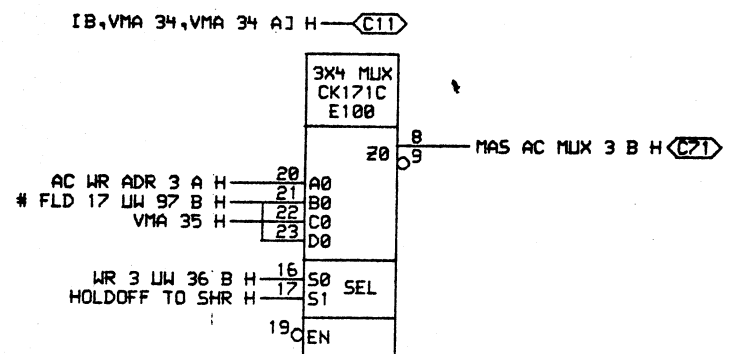 [B,VMA 34,VMA 34 A] H C11
3X4 MUX
CK171C
E100
8
Z0 MAS AC MUX 3 B H C71
9
AC WR ADR 3 A H 20 A0
# FLD 17 UW 97 B H 21 B0
VMA 35 H 22 C0
23 D0
WR 3 UW 36 B H 16 S0
SEL
HOLDOFF TO SHR H 17 S1
19 EN